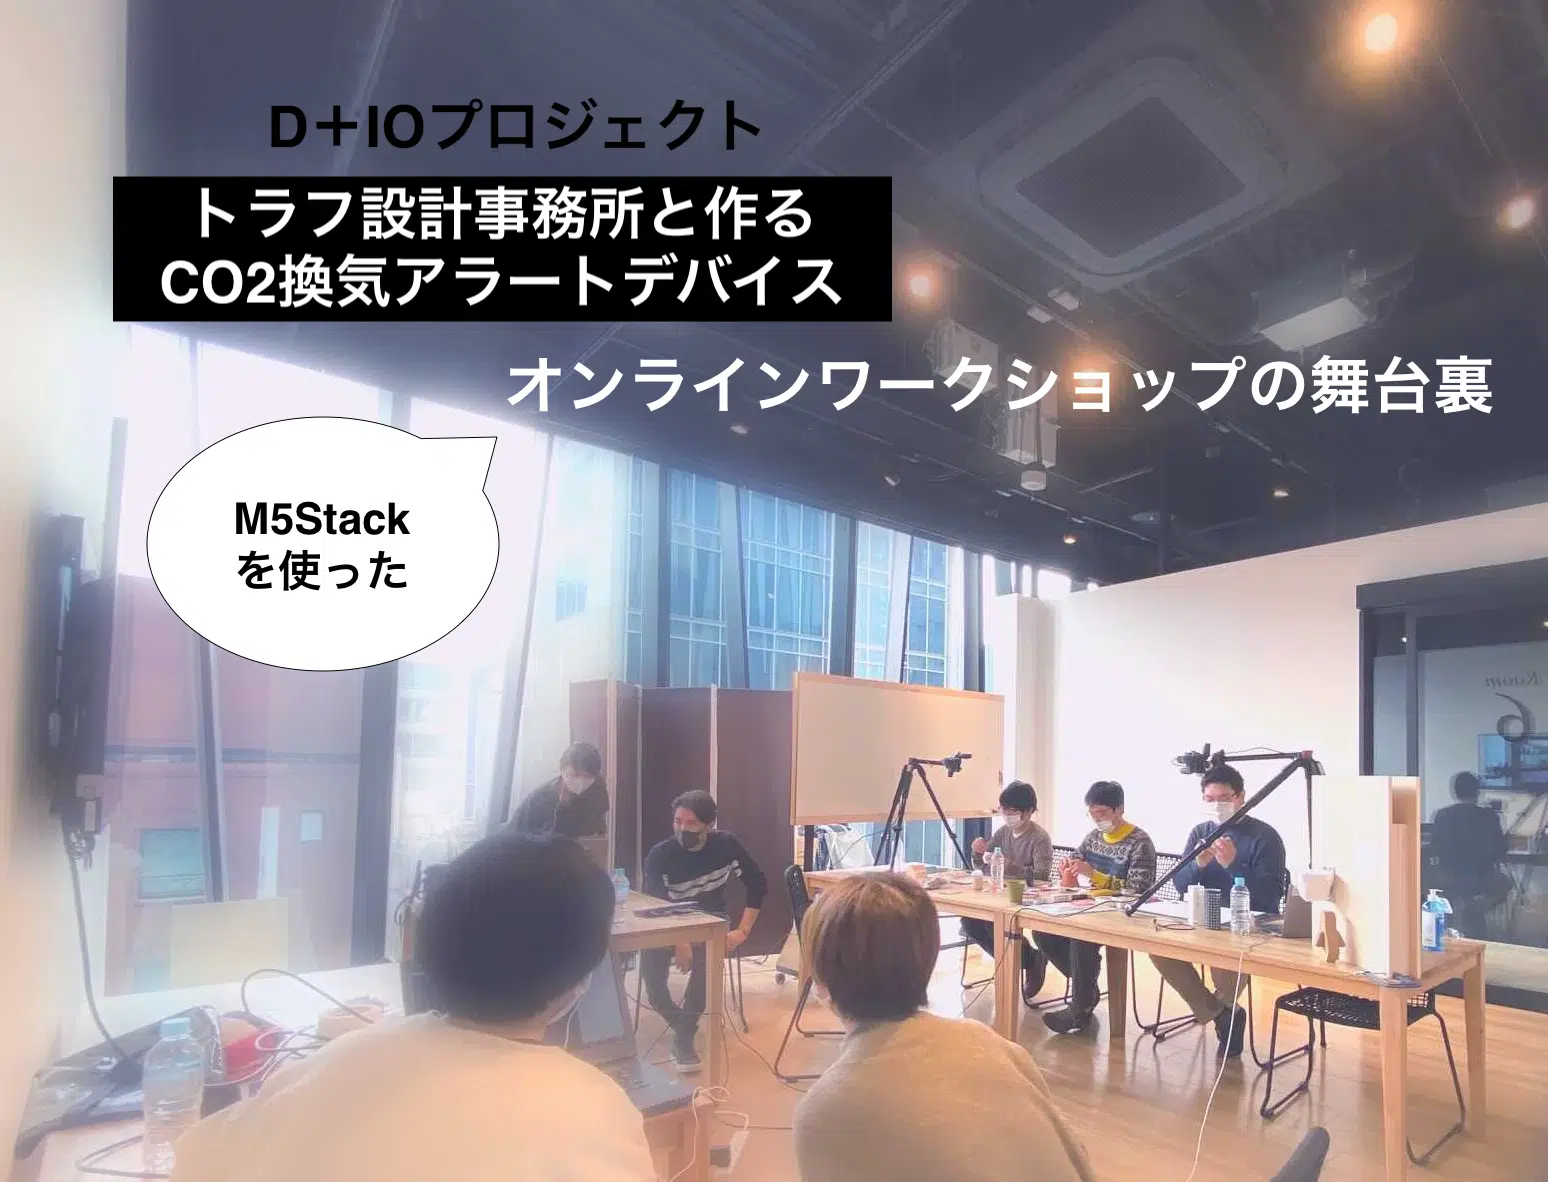 D＋IOプロジェクト
トラフ設計事務所と作る
CO2換気アラートデバイス
オンラインワークショップの舞台裏
M5Stack
を使った
Room